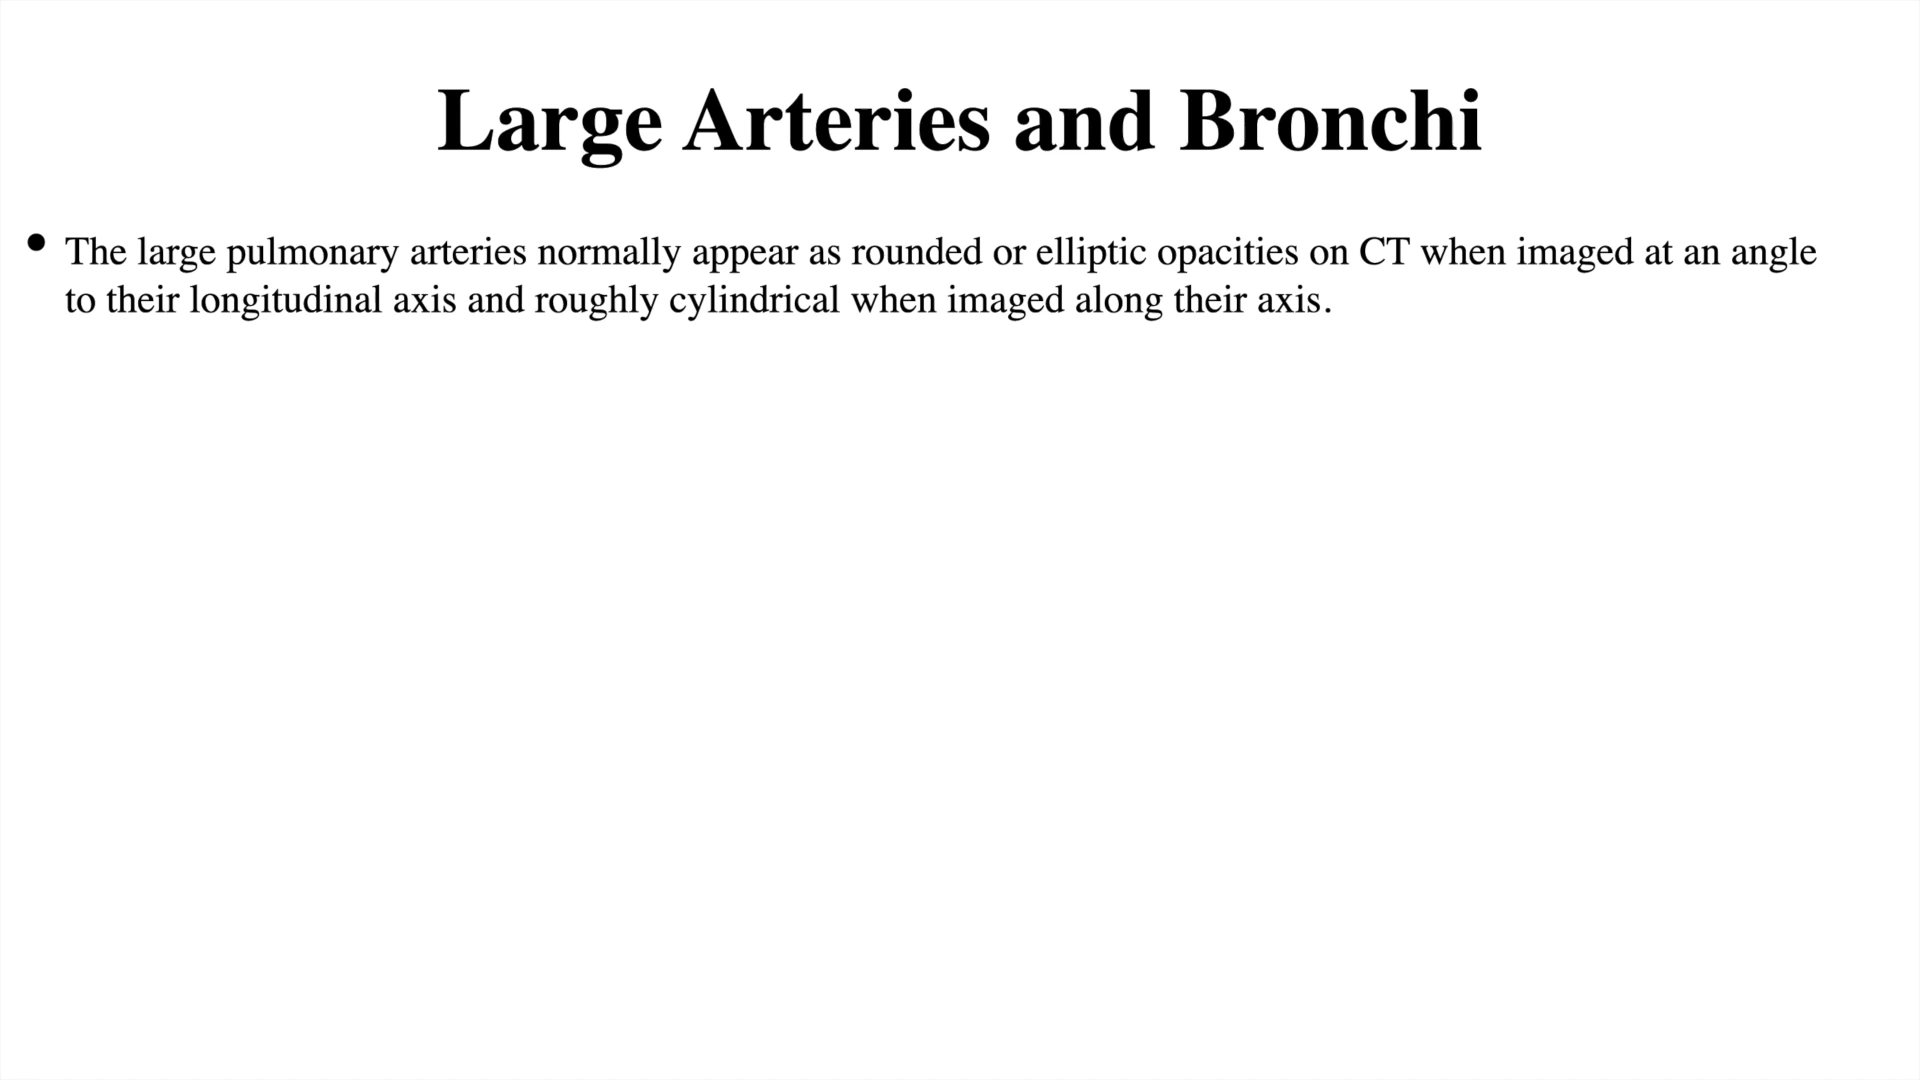 Large Arteries and Bronchi
• The large pulmonary arteries normally appear as rounded or elliptic opacities on CT when imaged at an angle
to their longitudinal axis and roughly cylindrical when imaged along their axis.